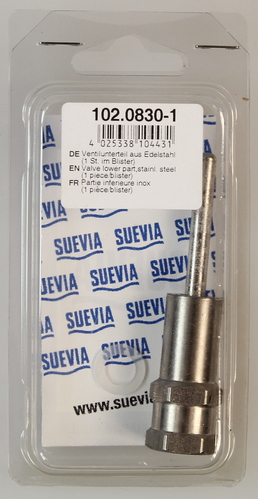 102.0830-1
4 025338 104431
DE Ventilunterteil aus Edelstahl
(1 St. im Blister)
EN Valve lower part,stainl. steel
(1 piece/blister)
FR Partie inferieure inox
(1 pièce/blister)
SUEVIA
SUEVIA
SUEVIA
SUEVIA
SUEVIA
SUEVIA
SUEVIA
SUEVIA
www.suevia